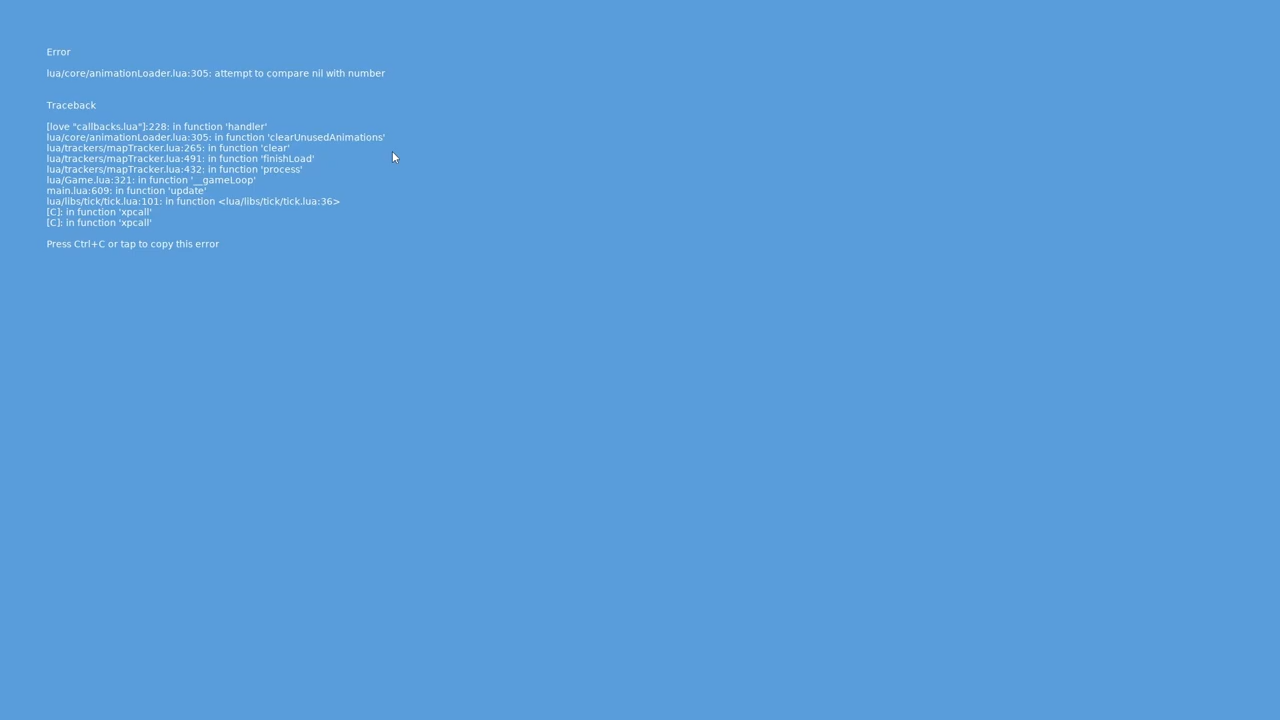 Error
lua/core/animationLoader.lua:305: attempt to compare nil with number
Traceback
[love "callbacks.lua"]:228: in function 'handler'
lua/core/animationLoader.lua:305: in function 'clearUnusedAnimations'
lua/trackers/mapTracker.lua:265: in function 'clear'
lua/trackers/mapTracker.lua:491: in function 'finishLoad'
lua/trackers/mapTracker.lua:432: in function 'process'
lua/Game.lua:321: in function '__gameLoop'
main.lua:609: in function 'update'
lua/libs/tick/tick.lua:101: in function <lua/libs/tick/tick.lua:36>
[C]: in function 'xpcall'
[C]: in function 'xpcall'
Press Ctrl+C or tap to copy this error